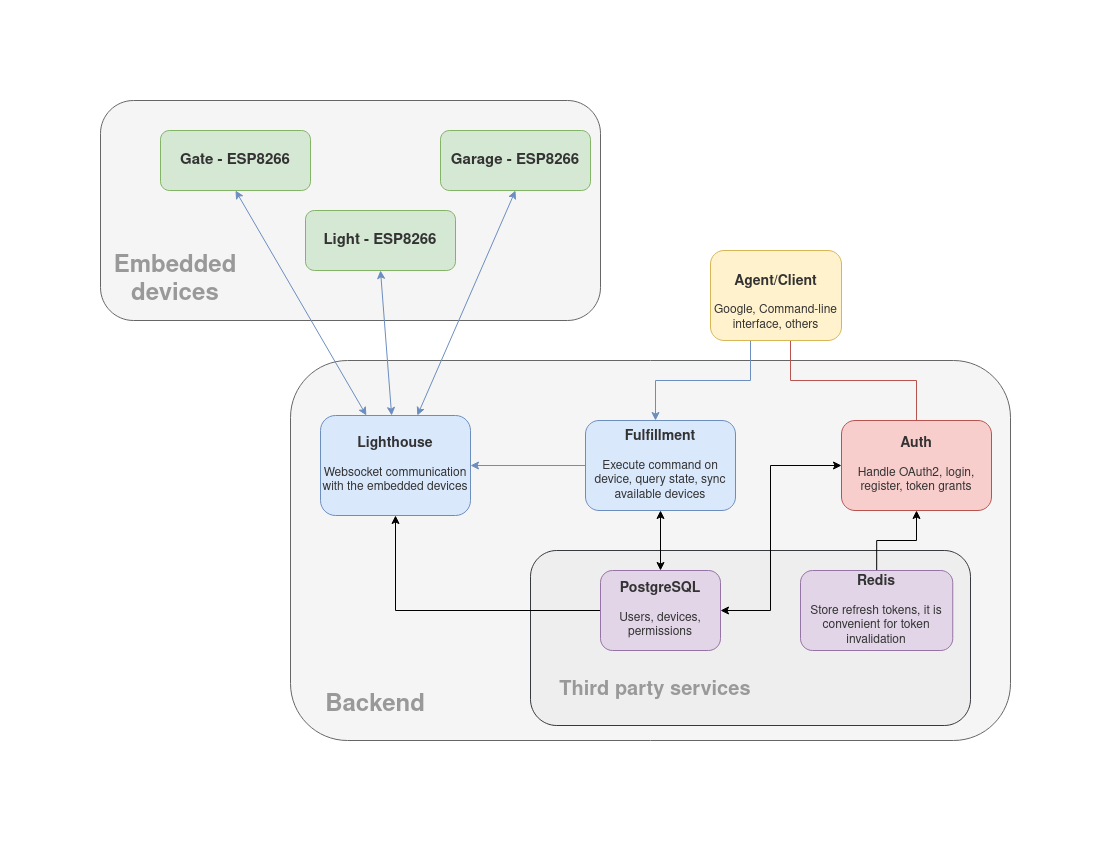 Gate - ESP8266
Garage - ESP8266
Light - ESP8266
Embedded
devices
Agent/Client
Google, Command-line
interface, others
Lighthouse
Websocket communication
with the embedded devices
Fulfillment
Execute command on
device, query state, sync
available devices
Auth
Handle OAuth2, login,
register, token grants
PostgreSQL
Users, devices,
permissions
Redis
Store refresh tokens, it is
convenient for token
invalidation
Third party services
Backend